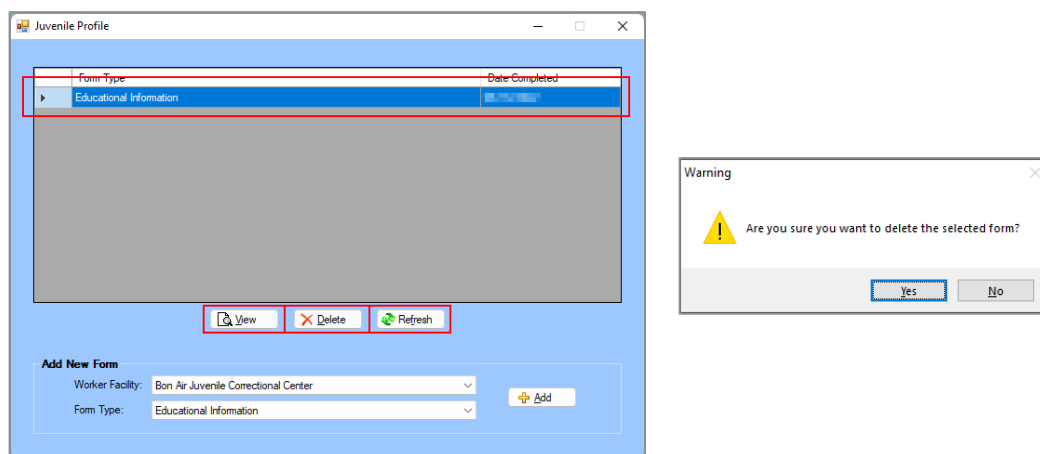 Juvenile Profile
Form Type Date Completed
Educational Information
View Delete Refresh
Add New Form
Worker Facility: Bon Air Juvenile Correctional Center
Form Type: Educational Information
Add
Warning
Are you sure you want to delete the selected form?
Yes No